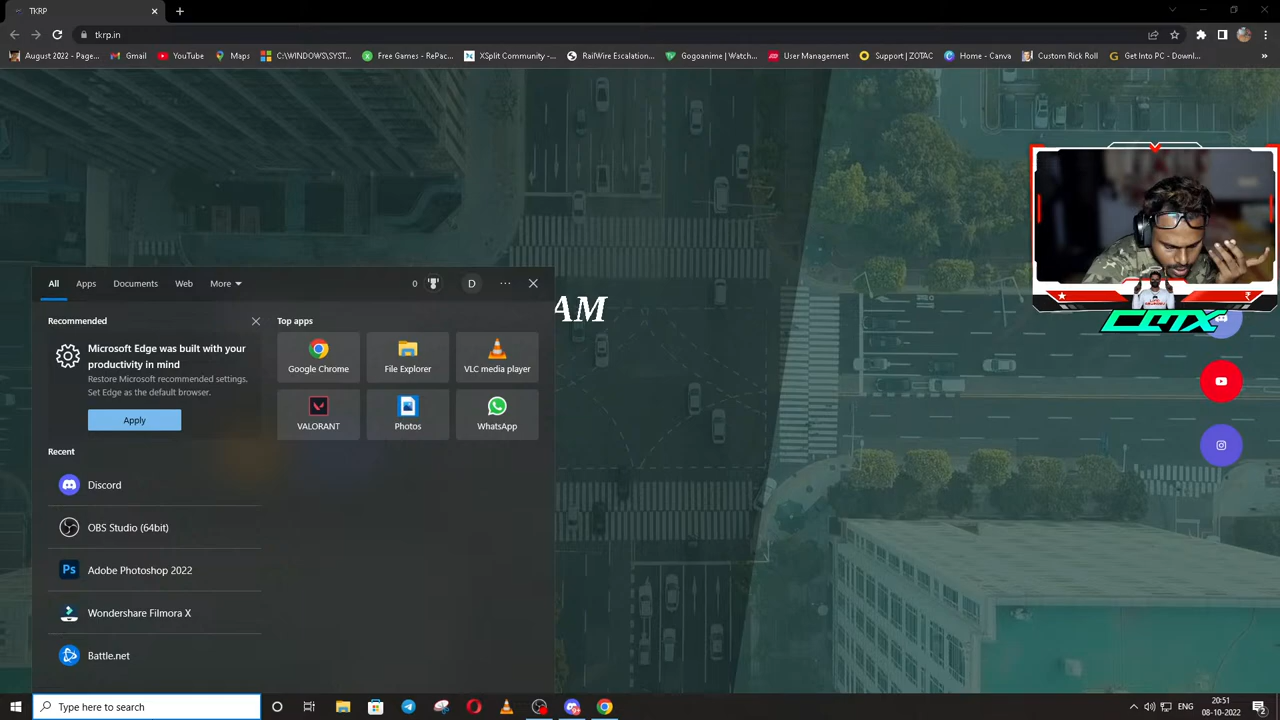 TKRP
tkrp.in
August 2022 - Page...
Gmail
YouTube
Maps
C:\WINDOWS\SYST...
Free Games - RePac...
XSplit Community -...
RailWire Escalation...
Gogoanime | Watch...
User Management
Support | ZOTAC
Home - Canva
Custom Rick Roll
Get Into PC - Downl...
»
All
Apps
Documents
Web
More
0
D
Recommended
Microsoft Edge was built with your
productivity in mind
Restore Microsoft recommended settings.
Set Edge as the default browser.
Apply
Top apps
Google Chrome
File Explorer
VLC media player
VALORANT
Photos
WhatsApp
AM
Recent
Discord
OBS Studio (64bit)
Ps
Adobe Photoshop 2022
Wondershare Filmora X
Battle.net
Type here to search
ENG
20:51
08-10-2022
2